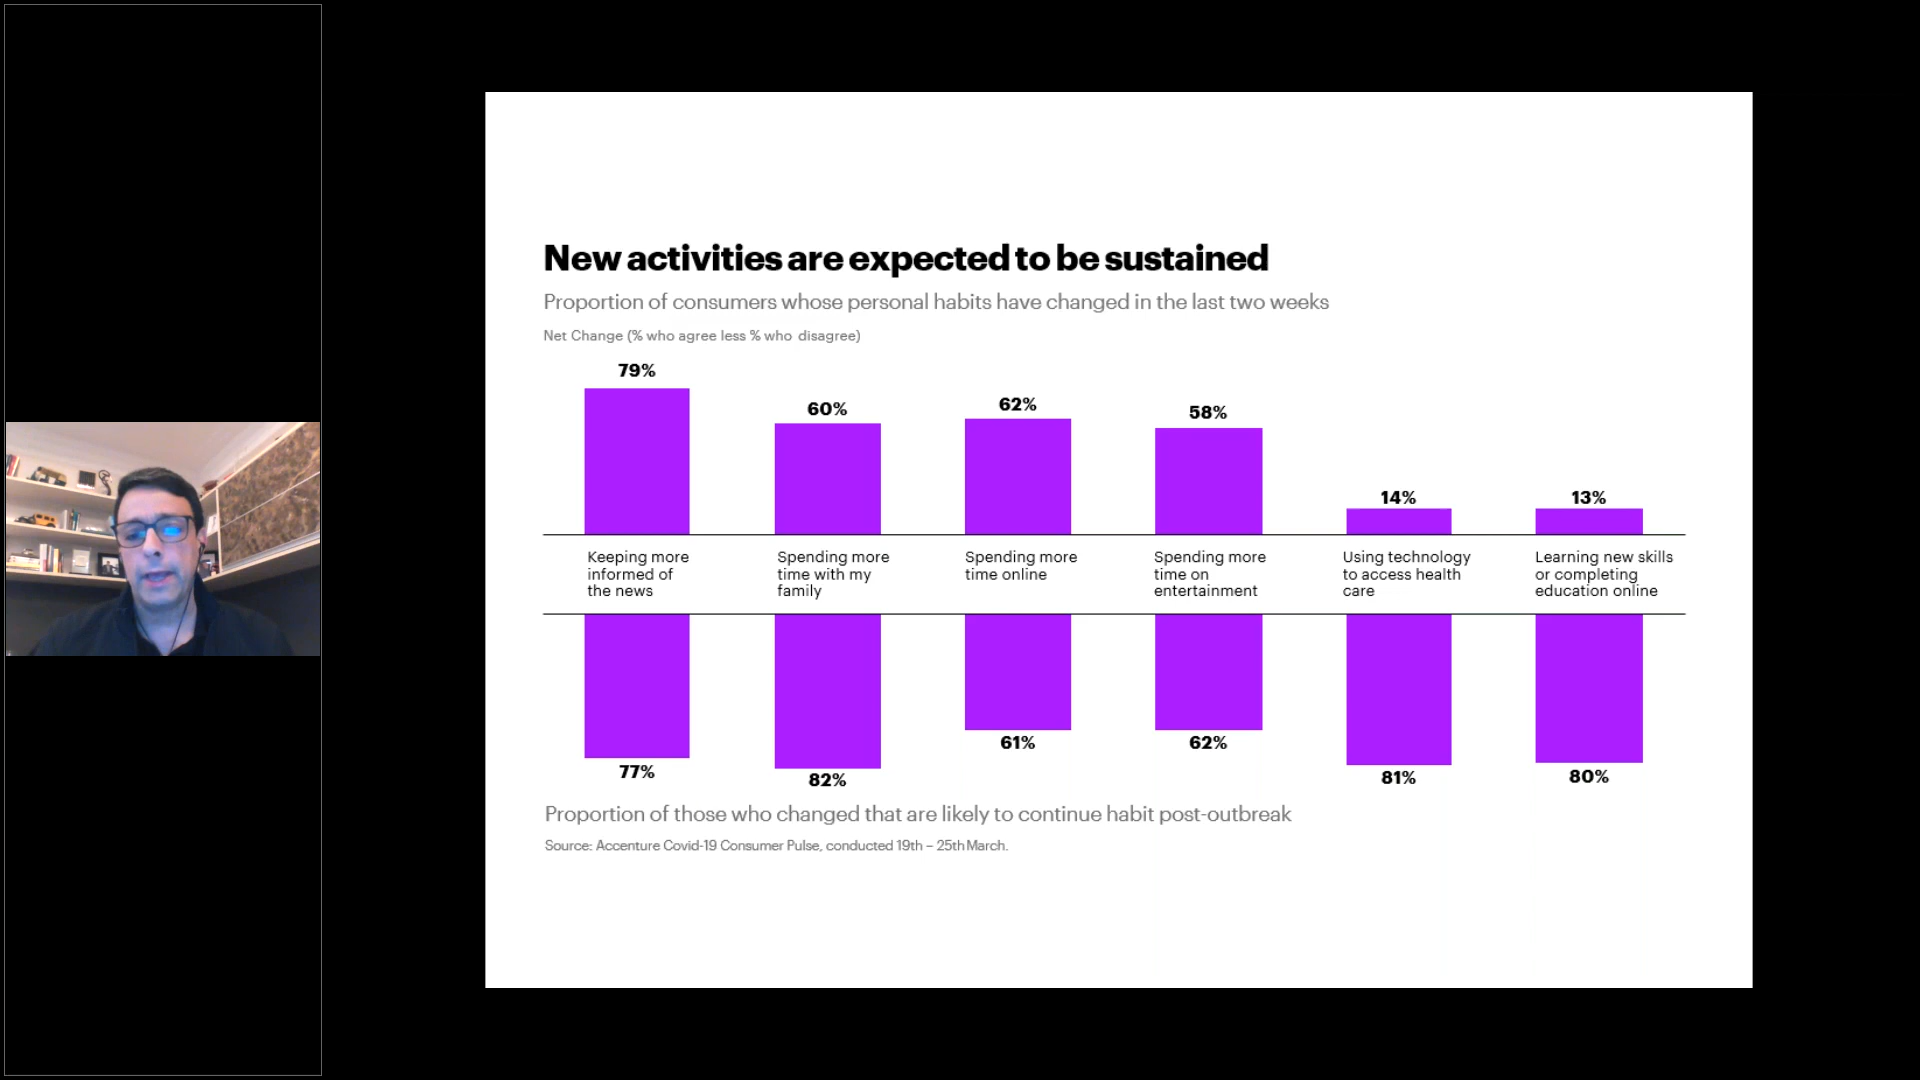 New activities are expected to be sustained
Proportion of consumers whose personal habits have changed in the last two weeks
Net Change (% who agree less % who disagree)
79%
60%
62%
58%
14%
13%
Keeping more
informed of
the news
Spending more
time with my
family
Spending more
time online
Spending more
time on
entertainment
Using technology
to access health
care
Learning new skills
or completing
education online
77%
82%
61%
62%
81%
80%
Proportion of those who changed that are likely to continue habit post-outbreak
Source: Accenture Covid-19 Consumer Pulse, conducted 19th – 25th March.